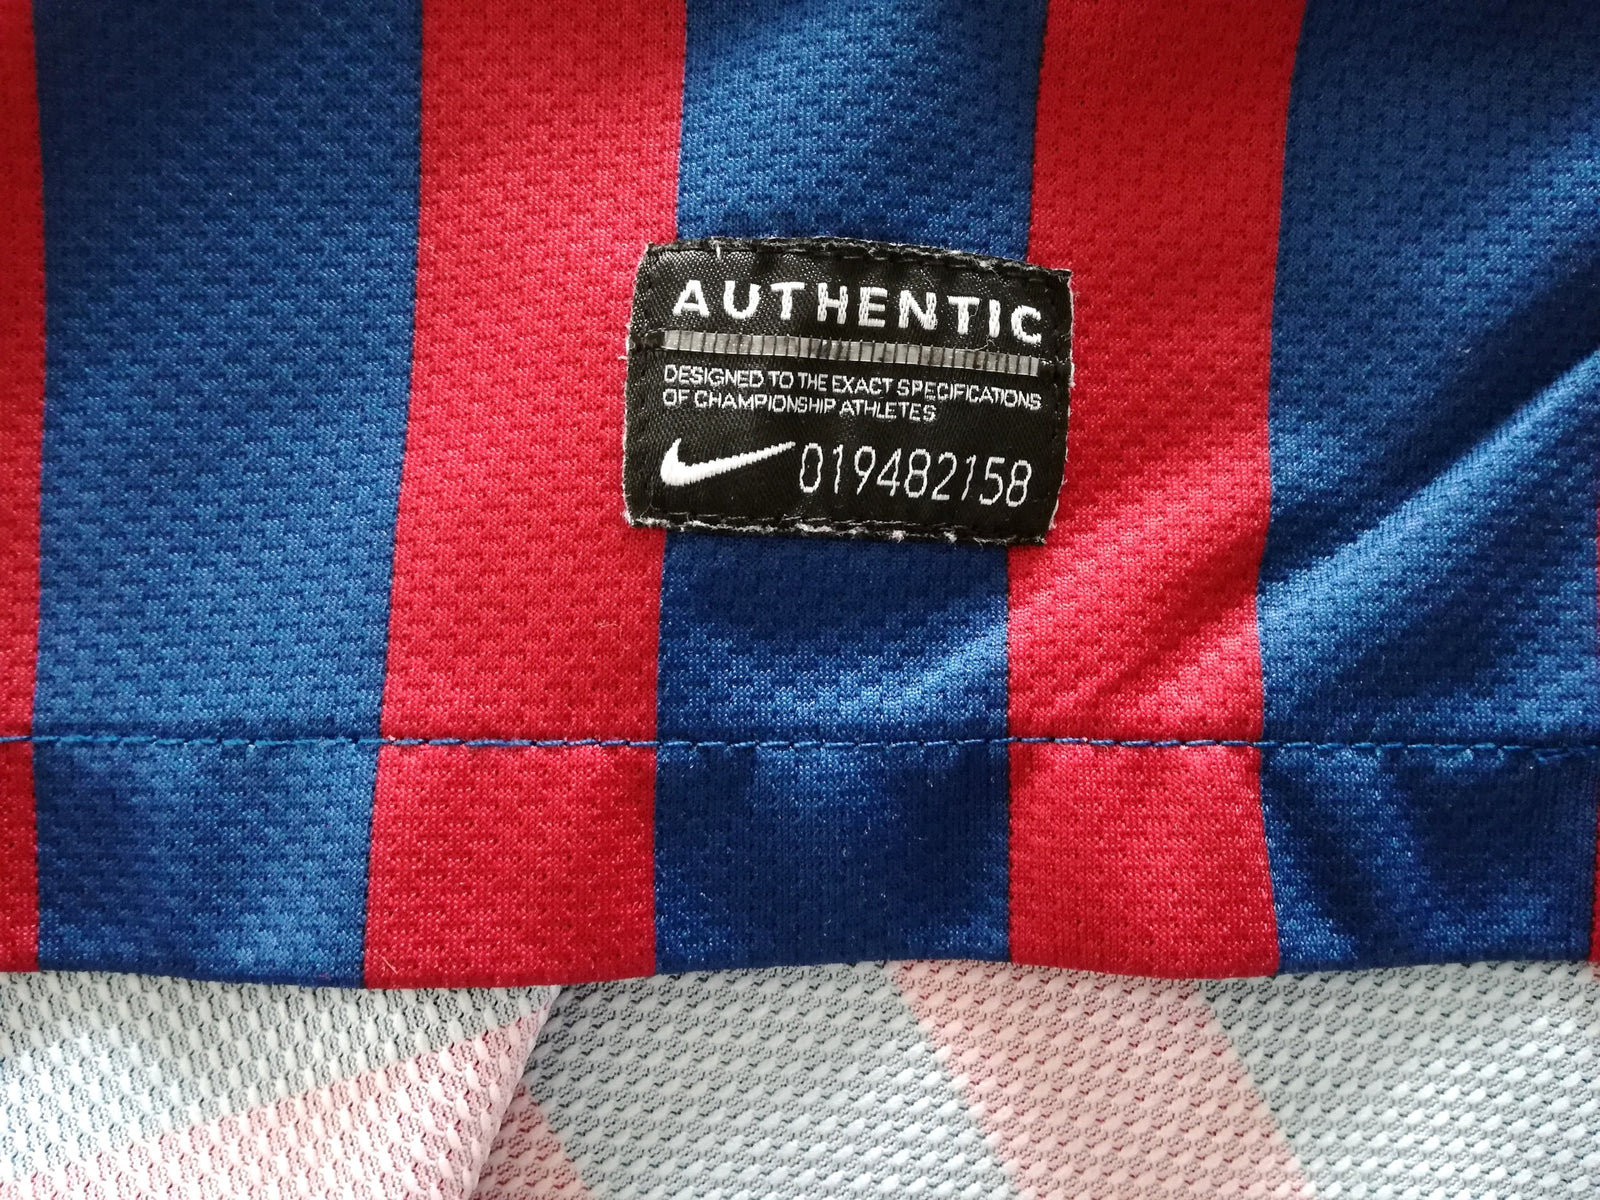 AUTHENTIC
DESIGNED TO THE EXACT SPECIFICATIONS
OF CHAMPIONSHIP ATHLETES
019482158